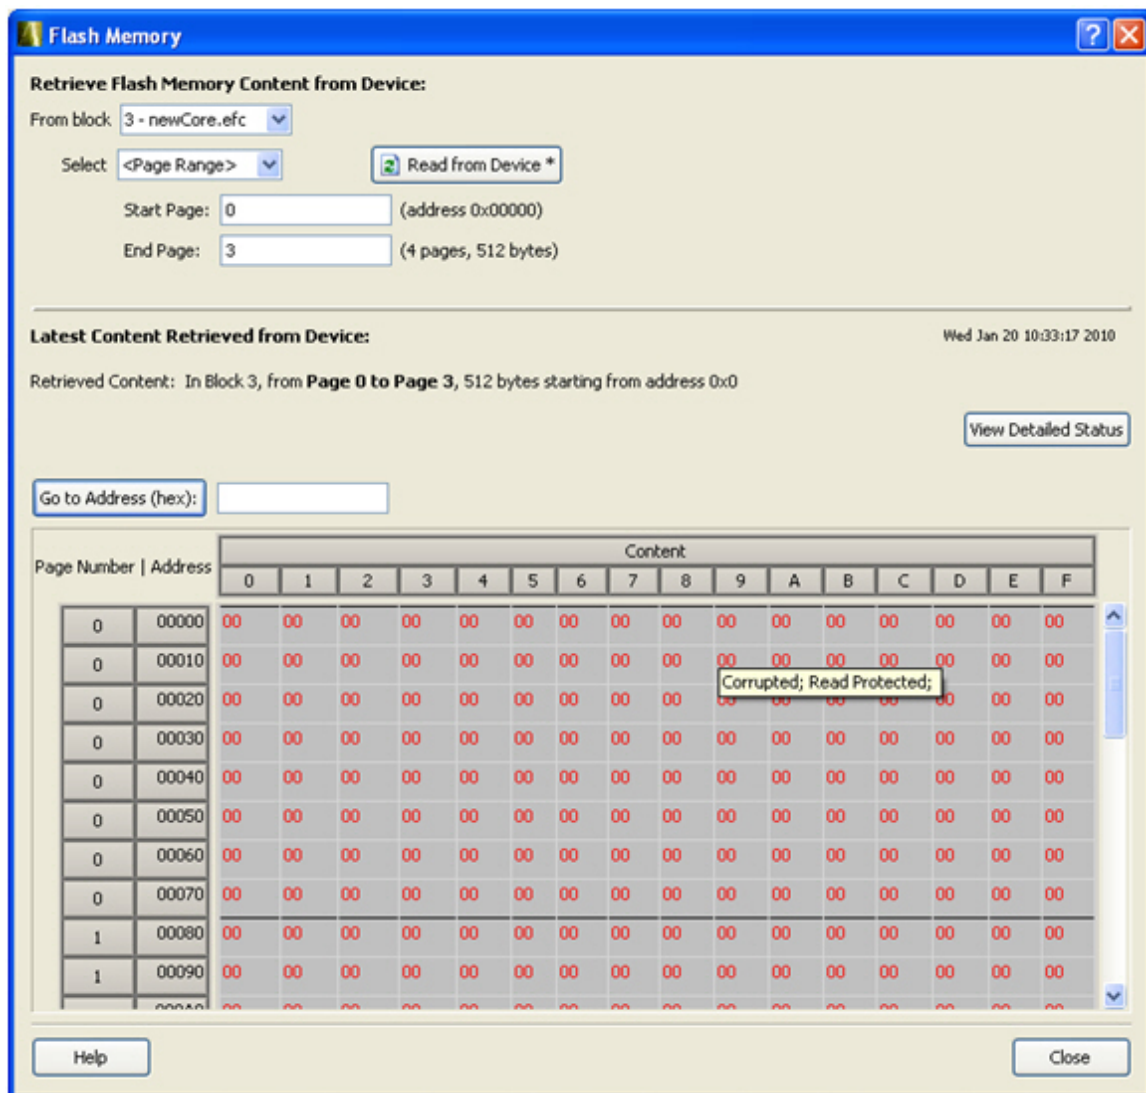 Flash Memory
Retrieve Flash Memory Content from Device:
From block 3 - newCore.efc
Select <Page Range> Read from Device *
Start Page: 0 (address 0x00000)
End Page: 3 (4 pages, 512 bytes)
Latest Content Retrieved from Device: Wed Jan 20 10:33:17 2010
Retrieved Content: In Block 3, from Page 0 to Page 3, 512 bytes starting from address 0x0
View Detailed Status
Go to Address (hex):
Content
Page Number | Address
0 1 2 3 4 5 6 7 8 9 A B C D E F
0 00000 00 00 00 00 00 00 00 00 00 00 00 00 00 00 00 00
0 00010 00 00 00 00 00 00 00 00 00 00 00 00 00 00 00 00
Corrupted; Read Protected;
0 00020 00 00 00 00 00 00 00 00 00 00 00 00 00 00 00 00
0 00030 00 00 00 00 00 00 00 00 00 00 00 00 00 00 00 00
0 00040 00 00 00 00 00 00 00 00 00 00 00 00 00 00 00 00
0 00050 00 00 00 00 00 00 00 00 00 00 00 00 00 00 00 00
0 00060 00 00 00 00 00 00 00 00 00 00 00 00 00 00 00 00
0 00070 00 00 00 00 00 00 00 00 00 00 00 00 00 00 00 00
1 00080 00 00 00 00 00 00 00 00 00 00 00 00 00 00 00 00
1 00090 00 00 00 00 00 00 00 00 00 00 00 00 00 00 00 00
Help Close